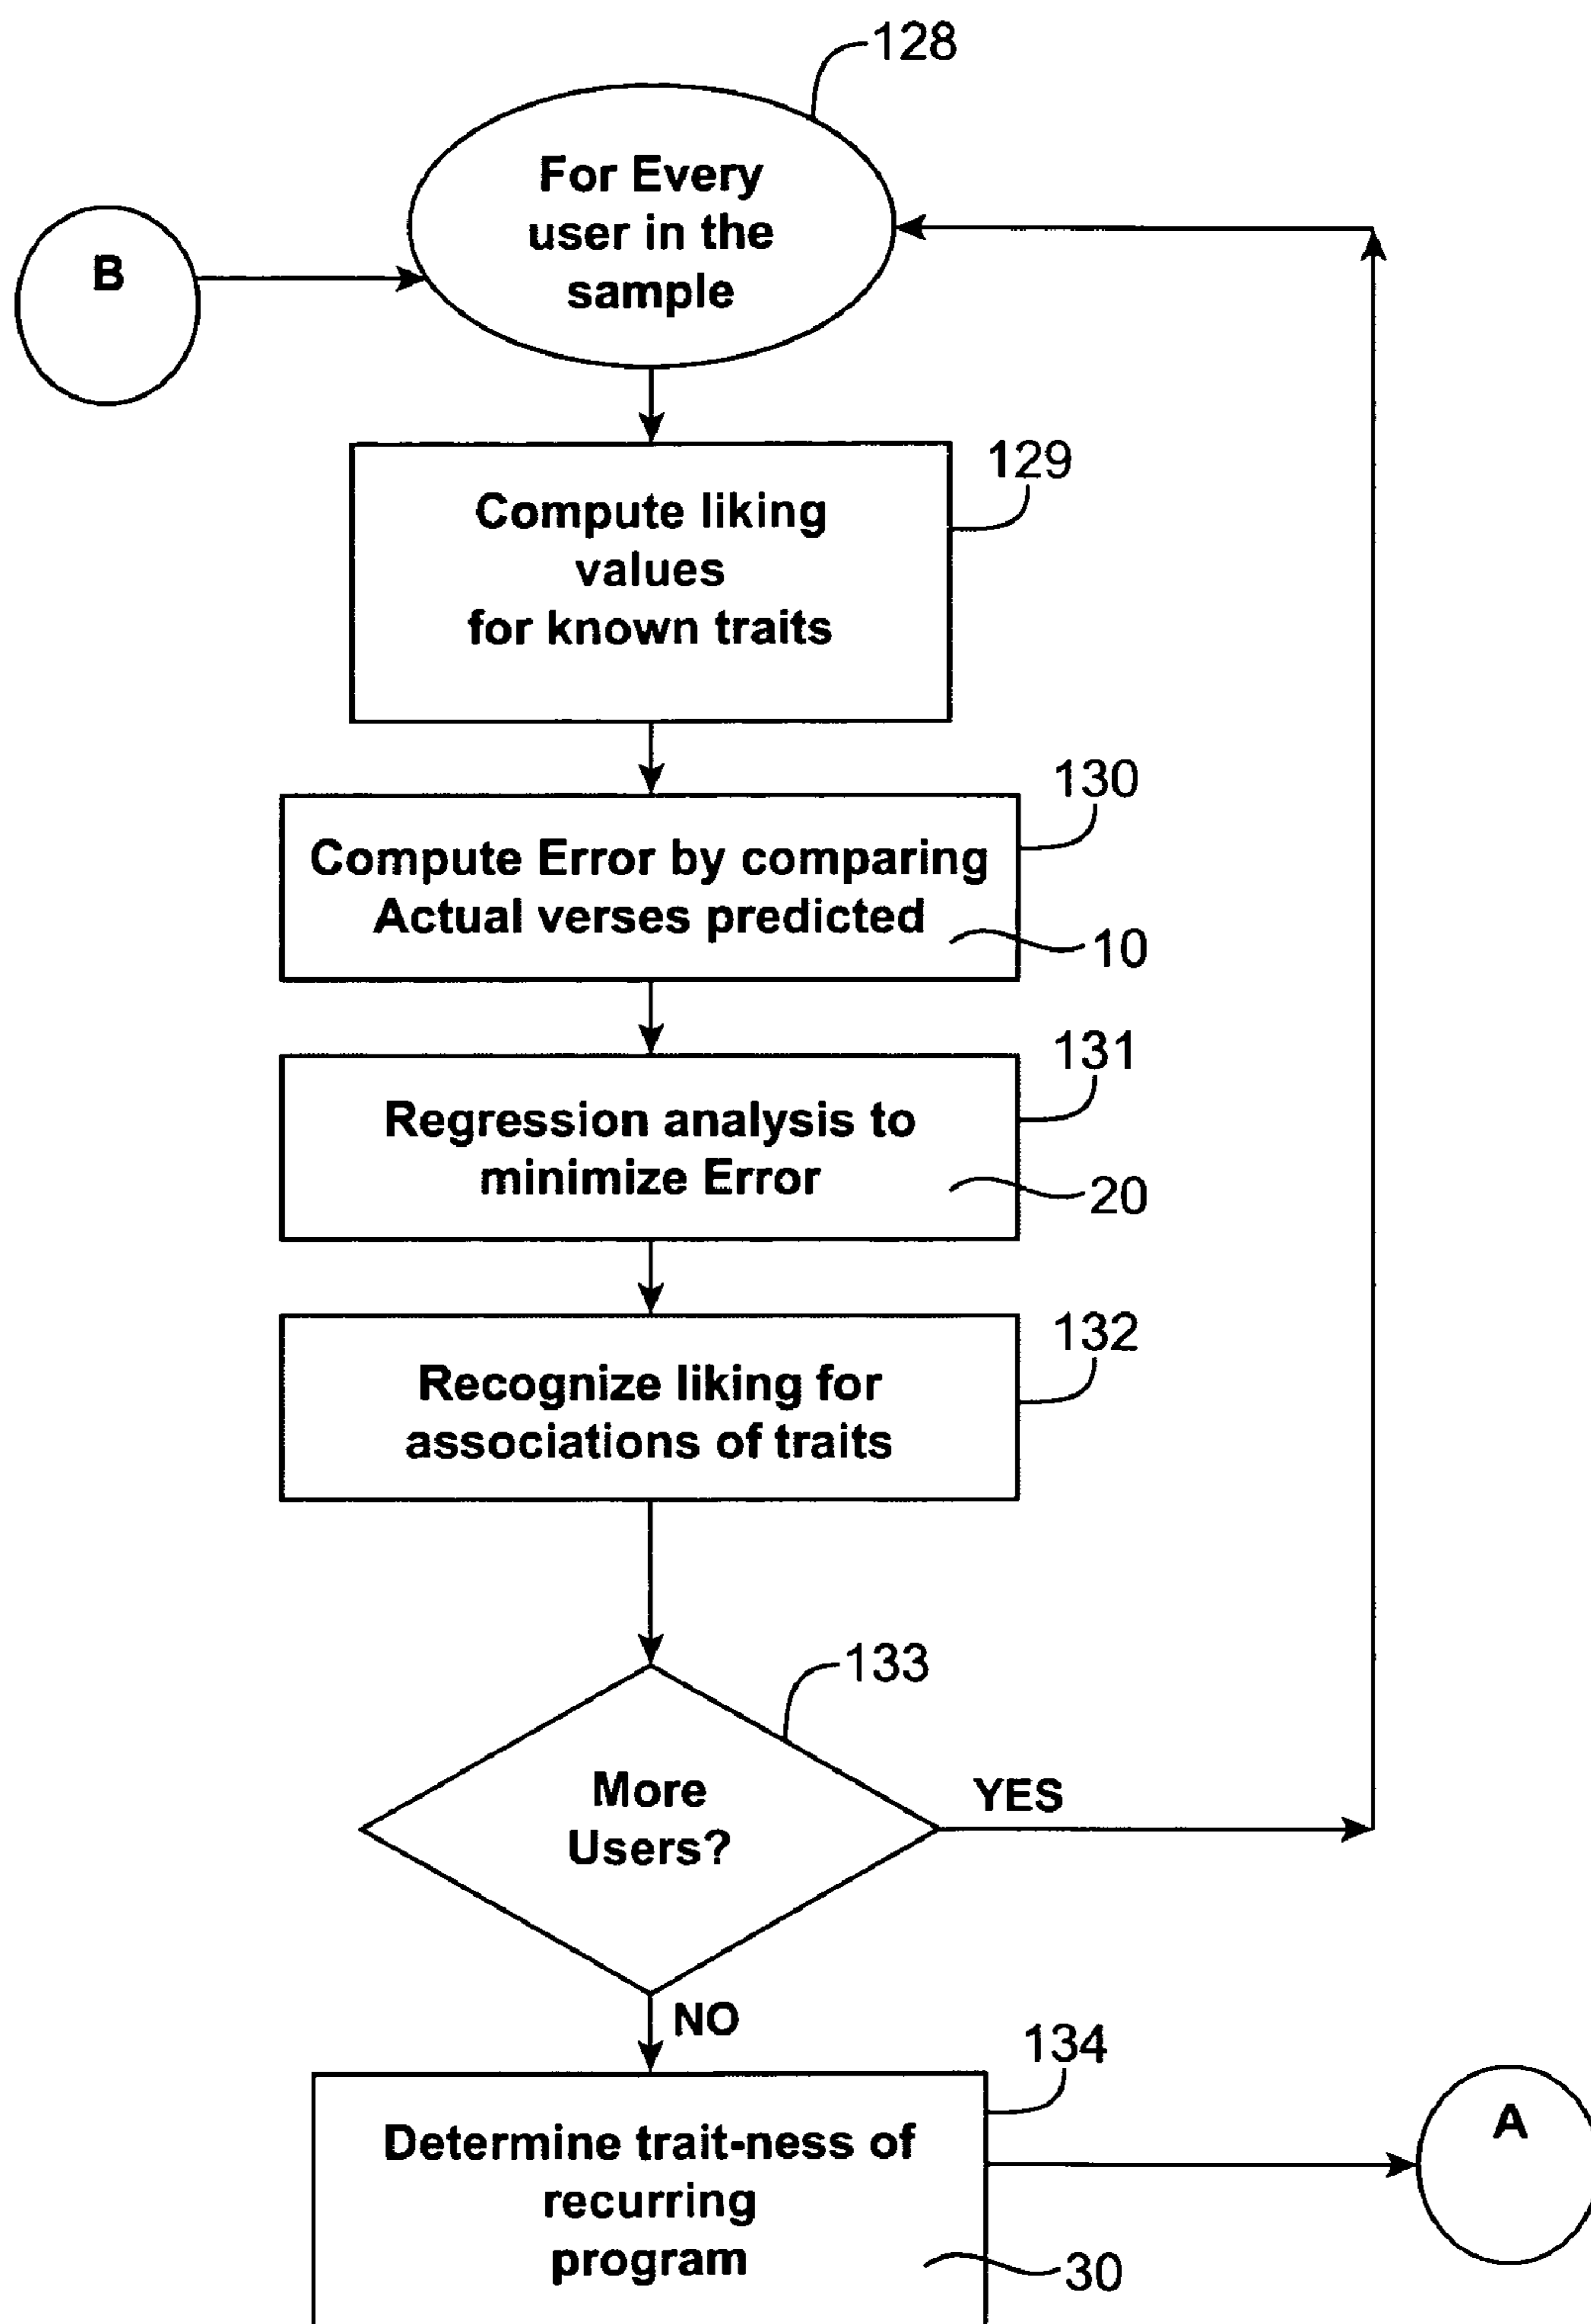 128
For Every
user in the
sample
B
129
Compute liking
values
for known traits
130
Compute Error by comparing
Actual verses predicted
10
131
Regression analysis to
minimize Error
20
132
Recognize liking for
associations of traits
133
More
Users?
YES
NO
134
Determine trait-ness of
recurring
program
30
A